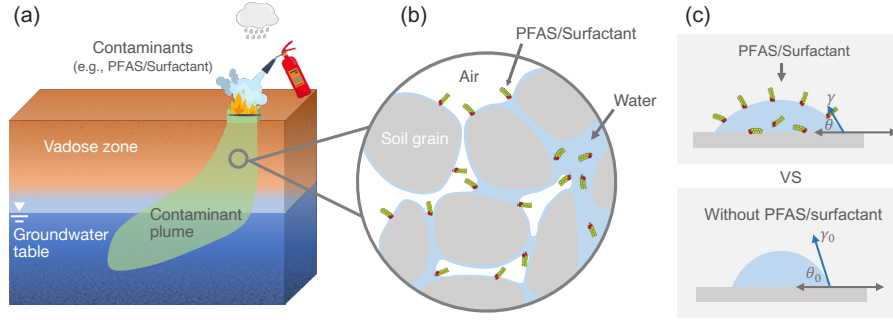 (a)
Contaminants
(e.g., PFAS/Surfactant)
Vadose zone
Groundwater
table
Contaminant
plume
(b)
PFAS/Surfactant
Air
Water
Soil grain
(c)
PFAS/Surfactant
γ
θ
VS
Without PFAS/surfactant
γ₀
θ₀